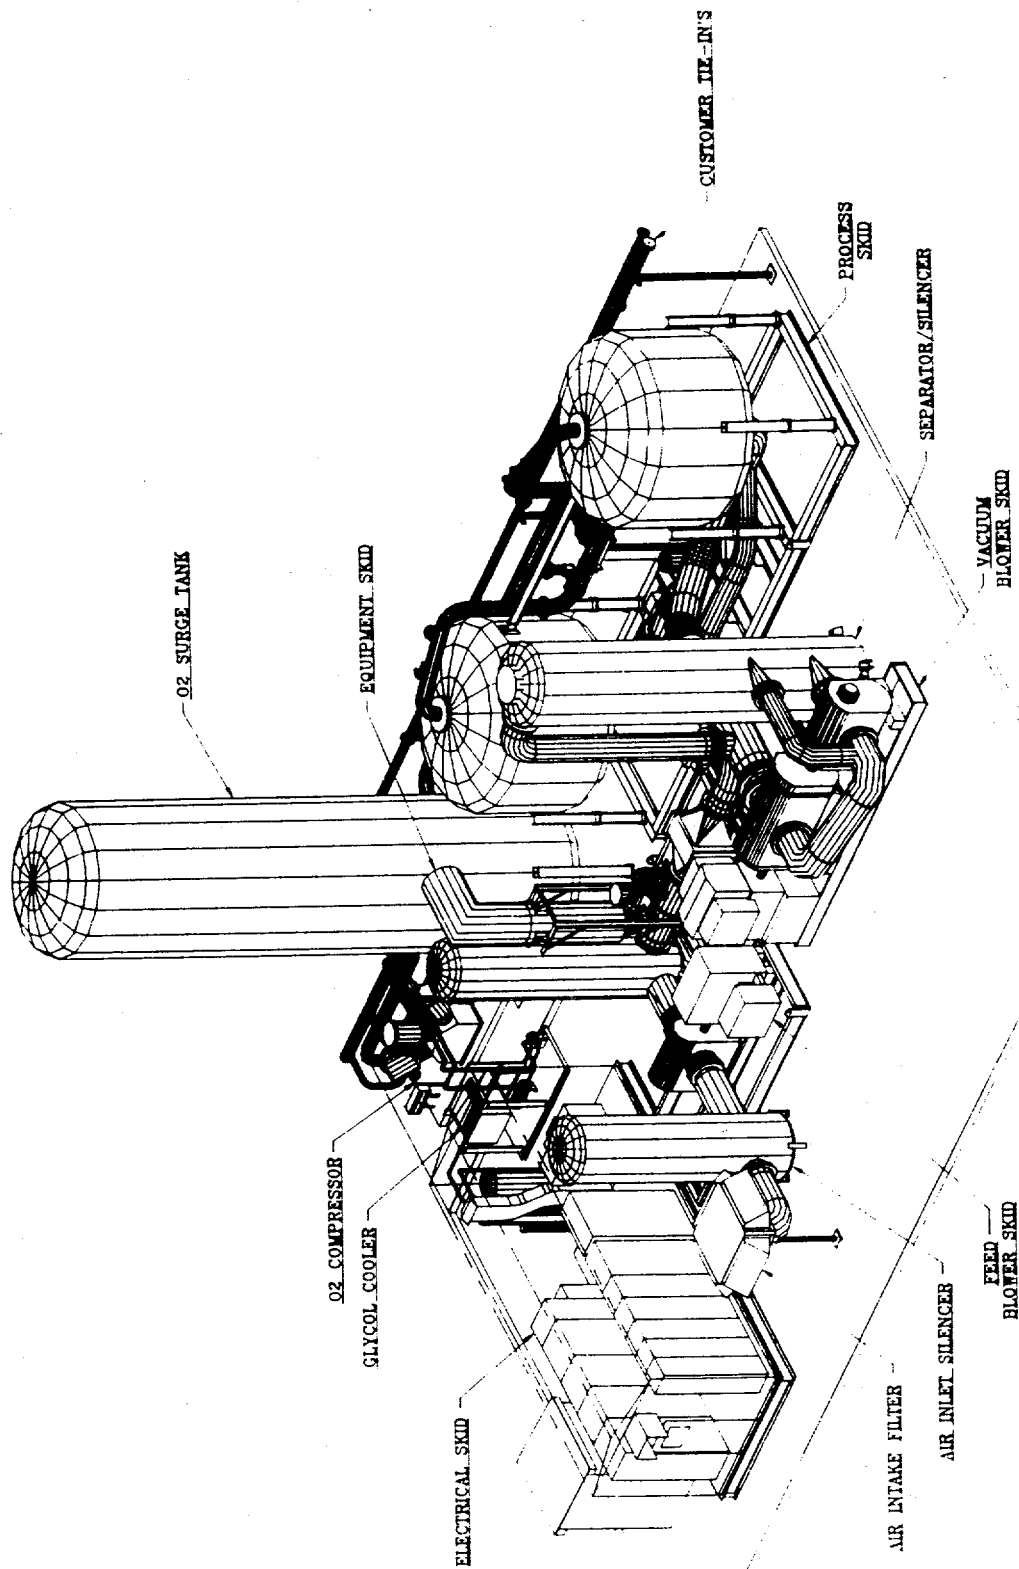 O2 SURGE TANK
EQUIPMENT SKID
O2 COMPRESSOR
GLYCOL COOLER
ELECTRICAL SKID
CUSTOMER TIE-IN'S
PROCESS
SKID
SEPARATOR/SILENCER
VACUUM
BLOWER SKID
FEED
BLOWER SKID
AIR INLET SILENCER
AIR INTAKE FILTER